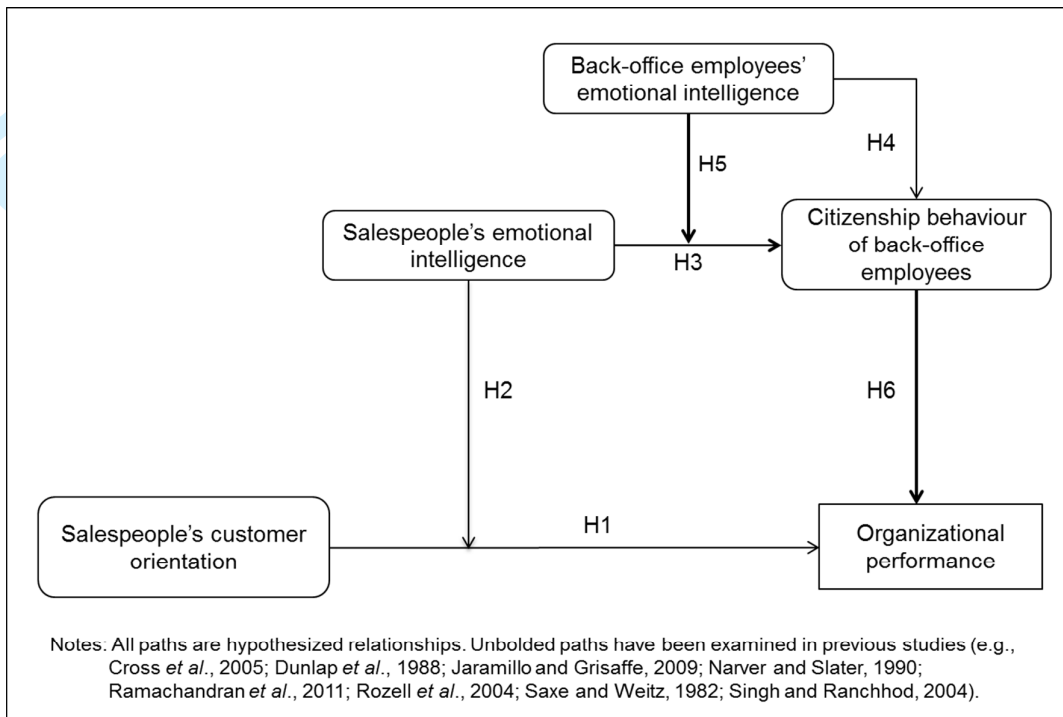 Back-office employees’
emotional intelligence
H4
H5
Salespeople’s emotional
intelligence
H3
Citizenship behaviour
of back-office
employees
H2
H6
Salespeople’s customer
orientation
H1
Organizational
performance
Notes: All paths are hypothesized relationships. Unbolded paths have been examined in previous studies (e.g.,
Cross et al., 2005; Dunlap et al., 1988; Jaramillo and Grisaffe, 2009; Narver and Slater, 1990;
Ramachandran et al., 2011; Rozell et al., 2004; Saxe and Weitz, 1982; Singh and Ranchhod, 2004).